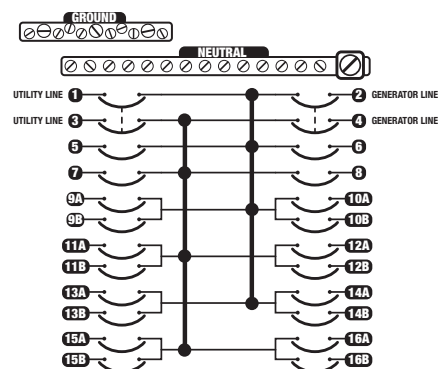 GROUND
NEUTRAL
UTILITY LINE 1 2 GENERATOR LINE
UTILITY LINE 3 4 GENERATOR LINE
5 6
7 8
9A 10A
9B 10B
11A 12A
11B 12B
13A 14A
13B 14B
15A 16A
15B 16B